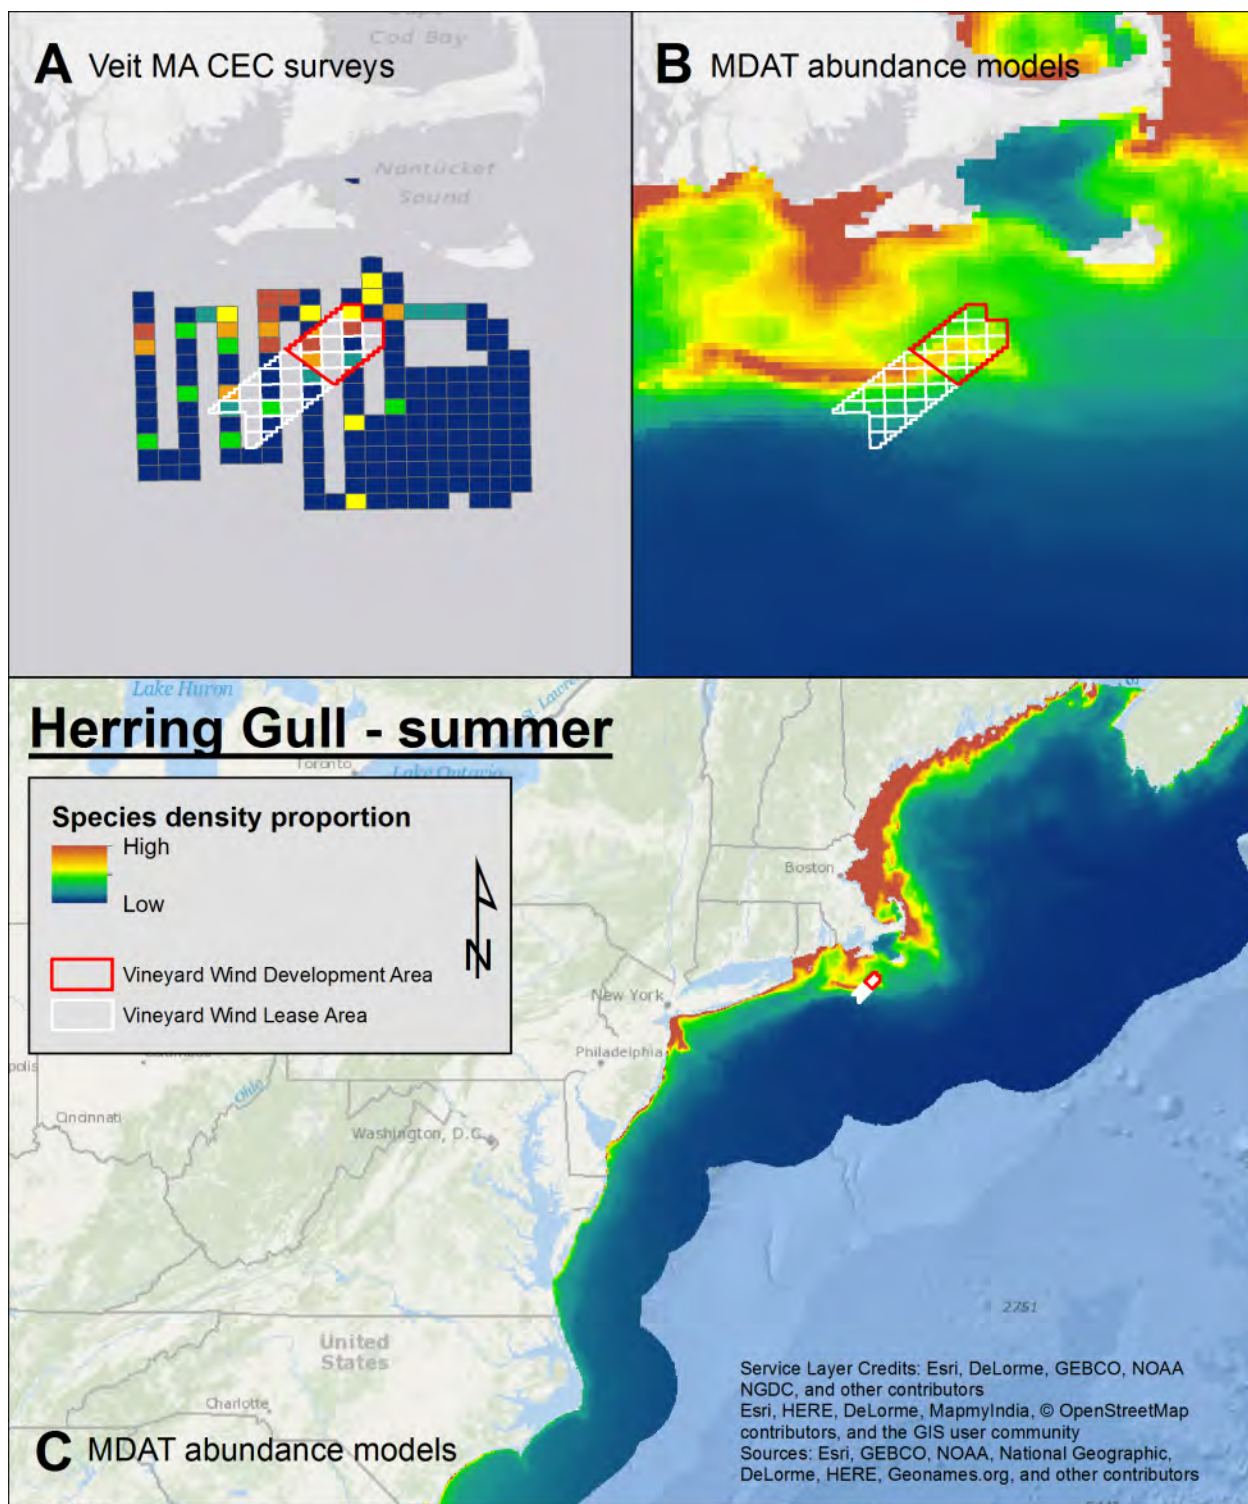 A Veit MA CEC surveys
Cod Bay
Nantucket
Sound
B MDAT abundance models
Lake Huron
St. Lawre
Herring Gull - summer
Toronto
Lake Ontario
Species density proportion
High
Low
N
Vineyard Wind Development Area
Vineyard Wind Lease Area
Boston
New York
Philadelphia
Ohio
Cincinnati
Washington, D.C.
United
States
Charlotte
2751
C MDAT abundance models
Service Layer Credits: Esri, DeLorme, GEBCO, NOAA
NGDC, and other contributors
Esri, HERE, DeLorme, MapmyIndia, © OpenStreetMap
contributors, and the GIS user community
Sources: Esri, GEBCO, NOAA, National Geographic,
DeLorme, HERE, Geonames.org, and other contributors